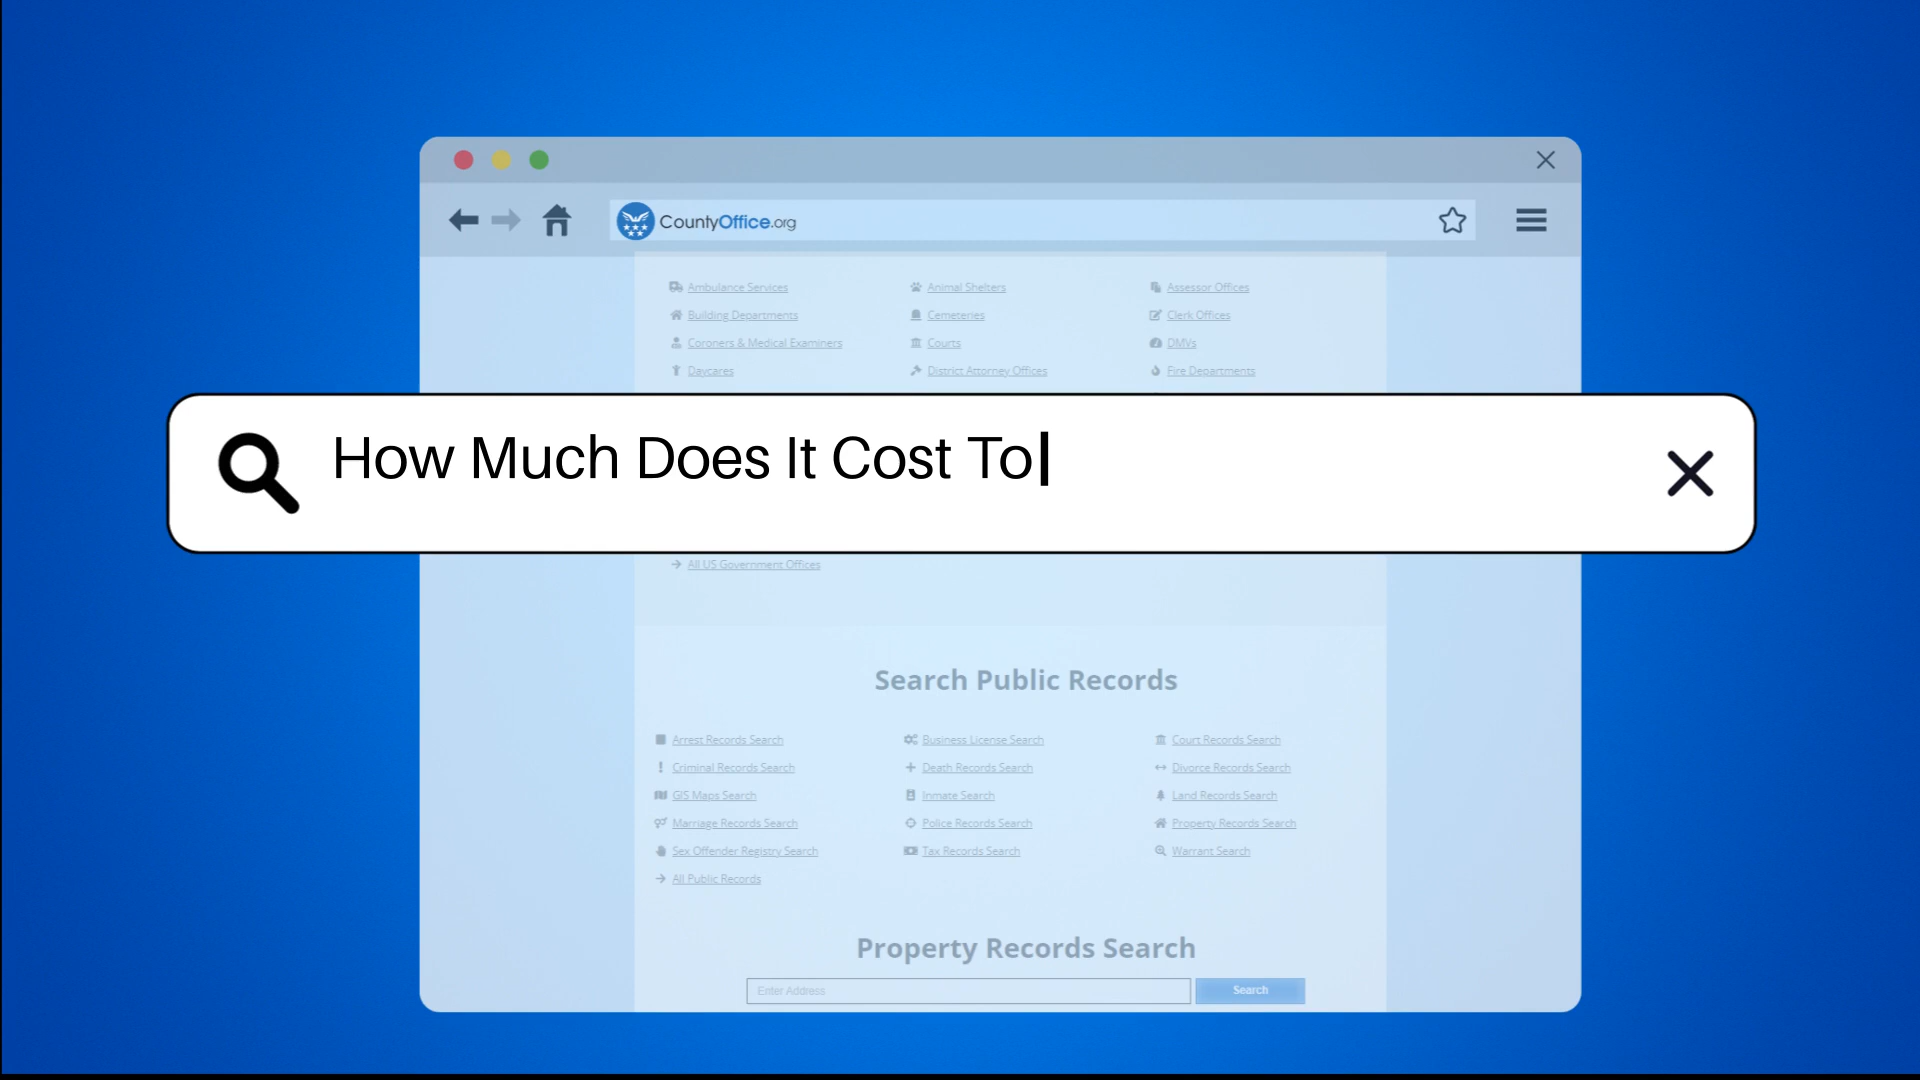 CountyOffice.org
Ambulance Services Animal Shelters Assessor Offices
Building Departments Cemeteries Clerk Offices
Coroners & Medical Examiners Courts DMVs
Daycares District Attorney Offices Fire Departments
How Much Does It Cost To
All US Government Offices
Search Public Records
Arrest Records Search Business License Search Court Records Search
Criminal Records Search Death Records Search Divorce Records Search
GIS Maps Search Inmate Search Land Records Search
Marriage Records Search Police Records Search Property Records Search
Sex Offender Registry Search Tax Records Search Warrant Search
All Public Records
Property Records Search
Enter Address Search